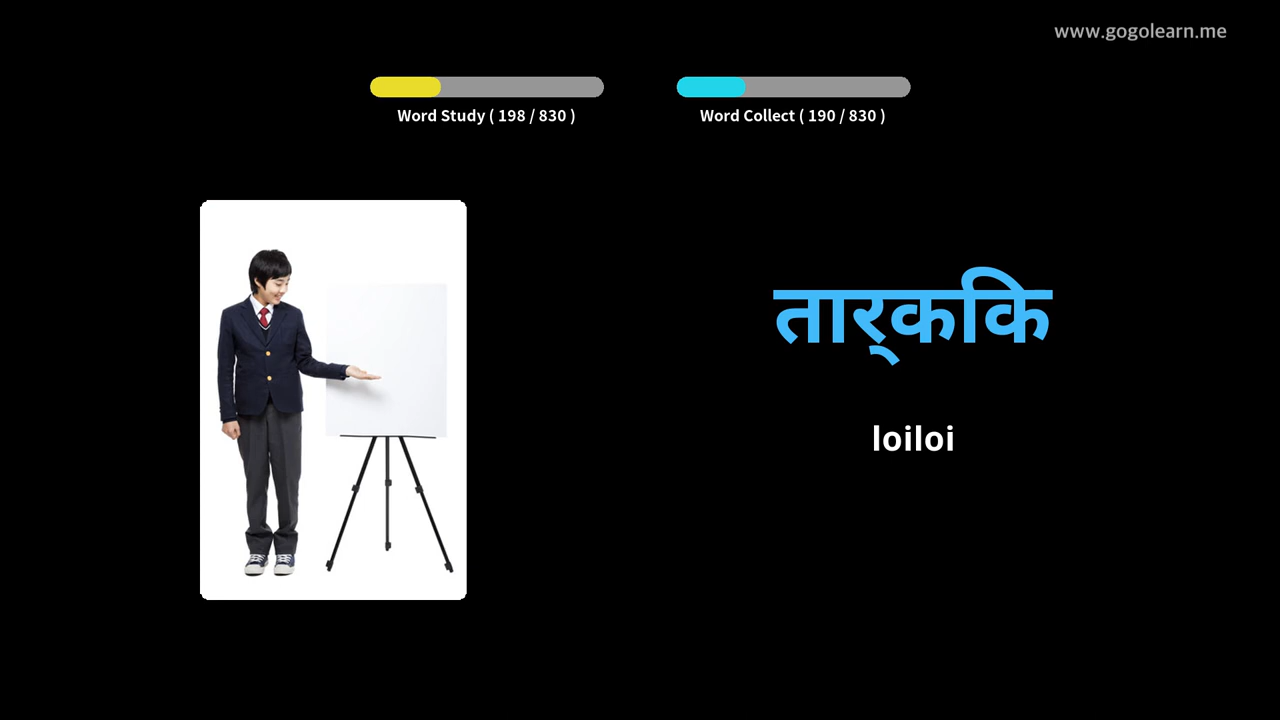 www.gogolearn.me
Word Study ( 198 / 830 )
Word Collect ( 190 / 830 )
तार्‌ककि
loiloi